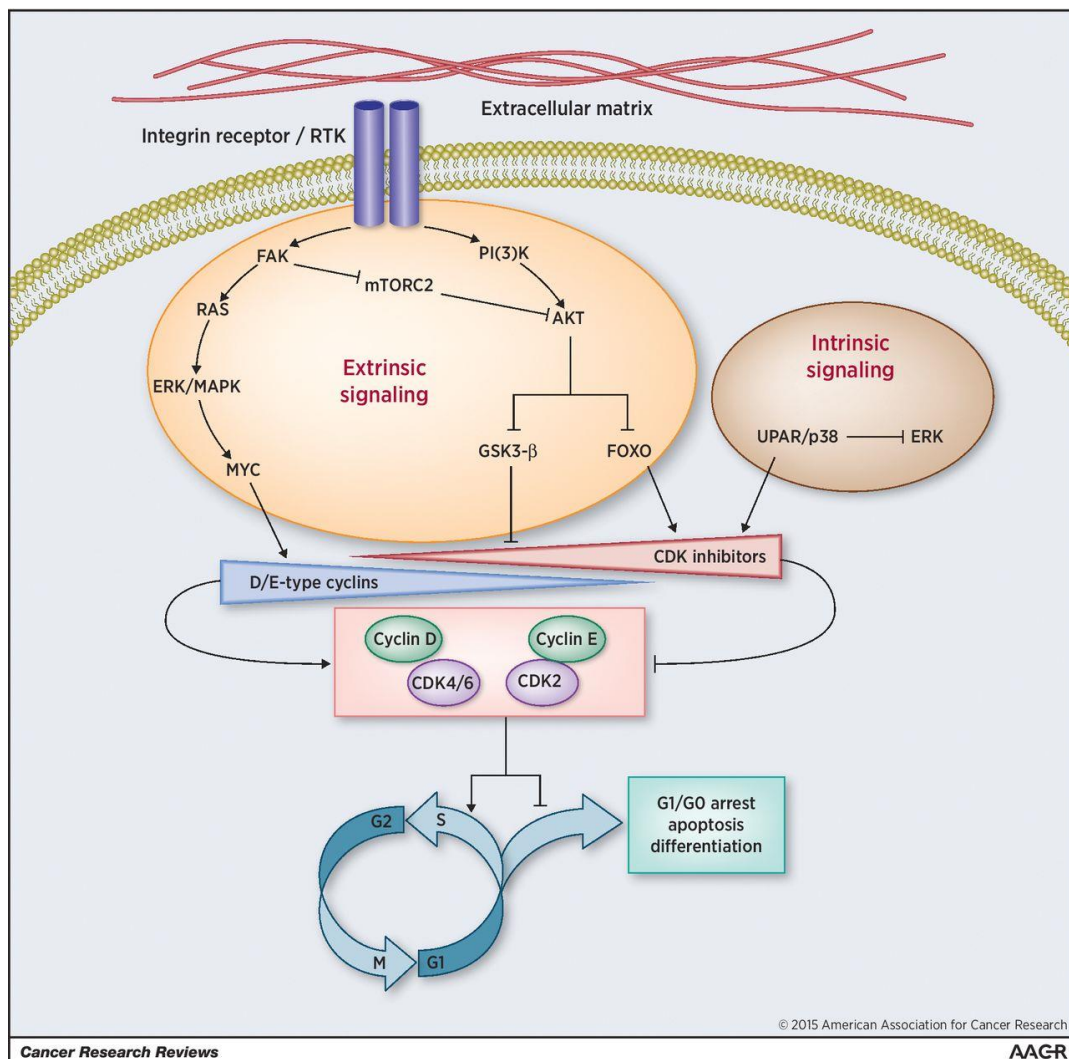 Extracellular matrix
Integrin receptor / RTK
FAK
PI(3)K
mTORC2
RAS
AKT
ERK/MAPK
Extrinsic
signaling
Intrinsic
signaling
GSK3-β
FOXO
UPAR/p38
ERK
MYC
CDK inhibitors
D/E-type cyclins
Cyclin D
Cyclin E
CDK4/6
CDK2
G2
S
G1/G0 arrest
apoptosis
differentiation
M
G1
© 2015 American Association for Cancer Research
Cancer Research Reviews
AACR